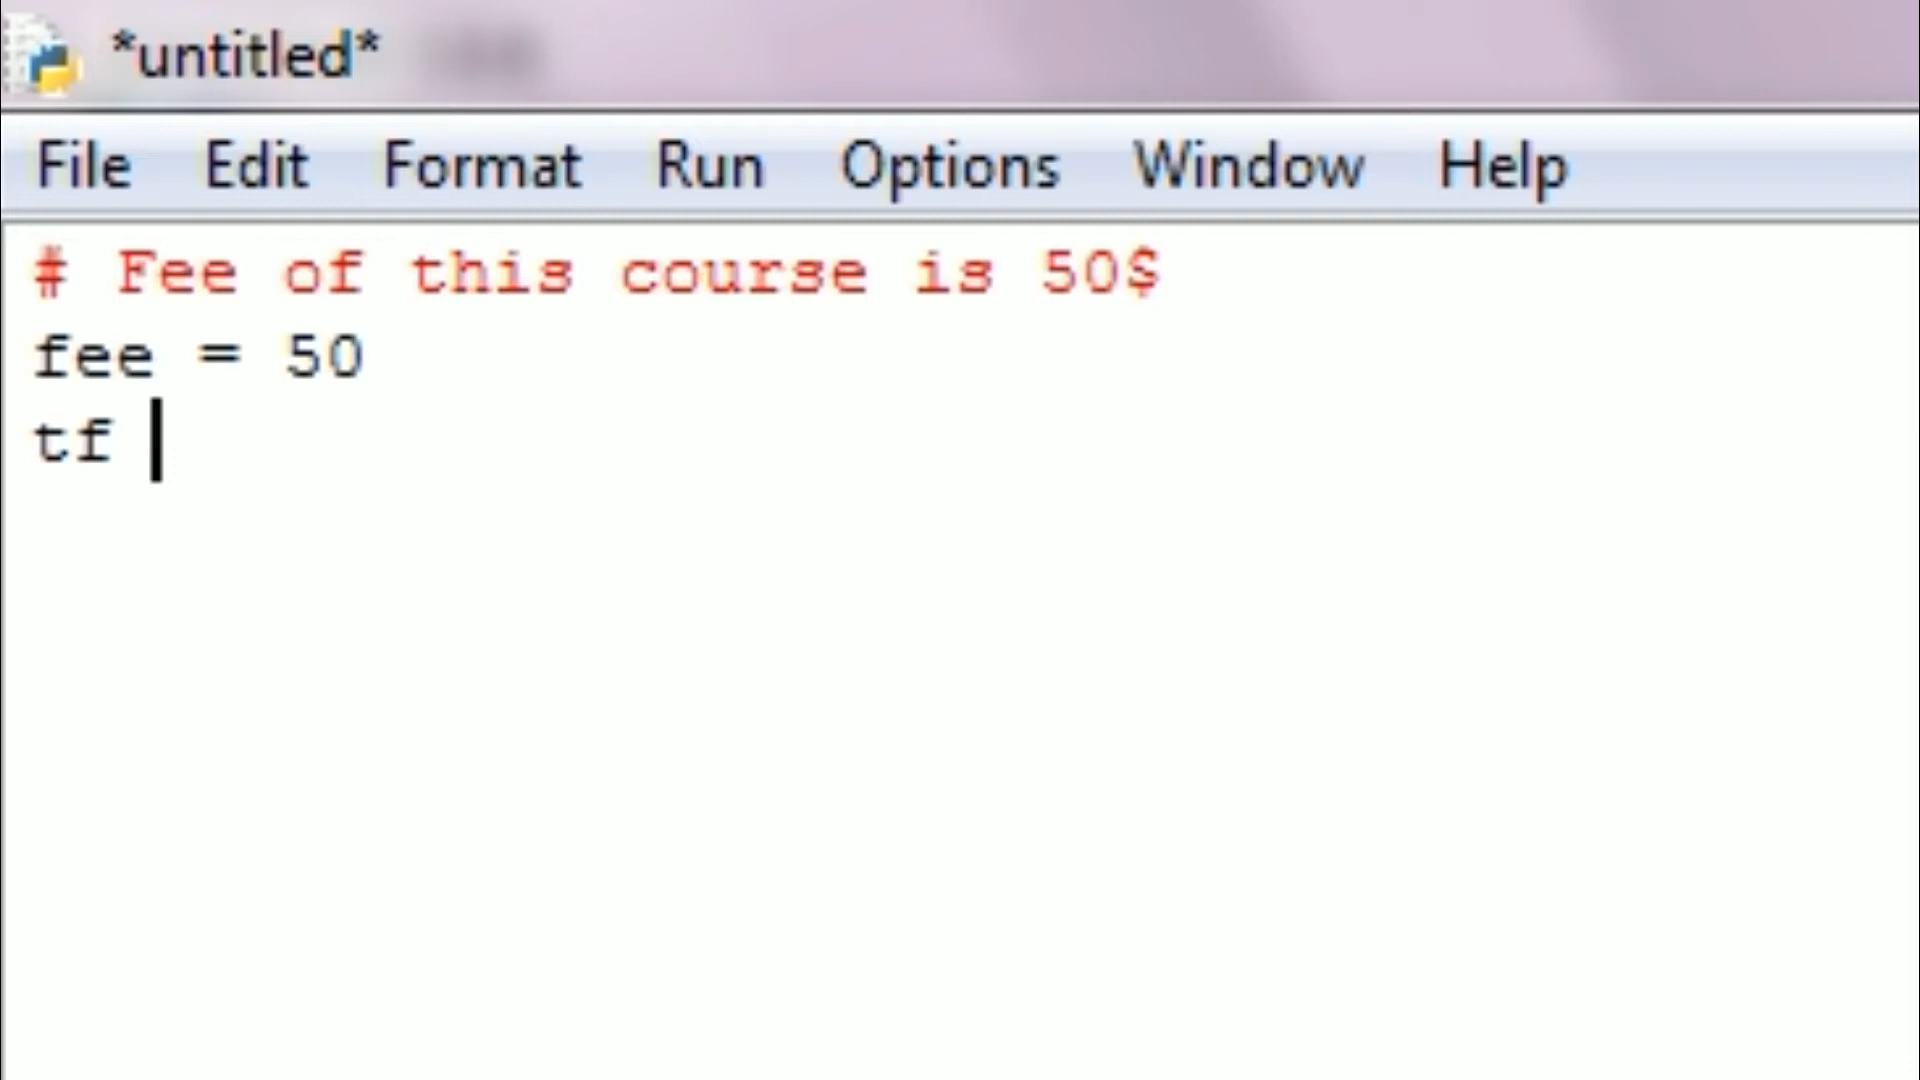 *untitled*
File Edit Format Run Options Window Help
# Fee of this course is 50$
fee = 50
tf